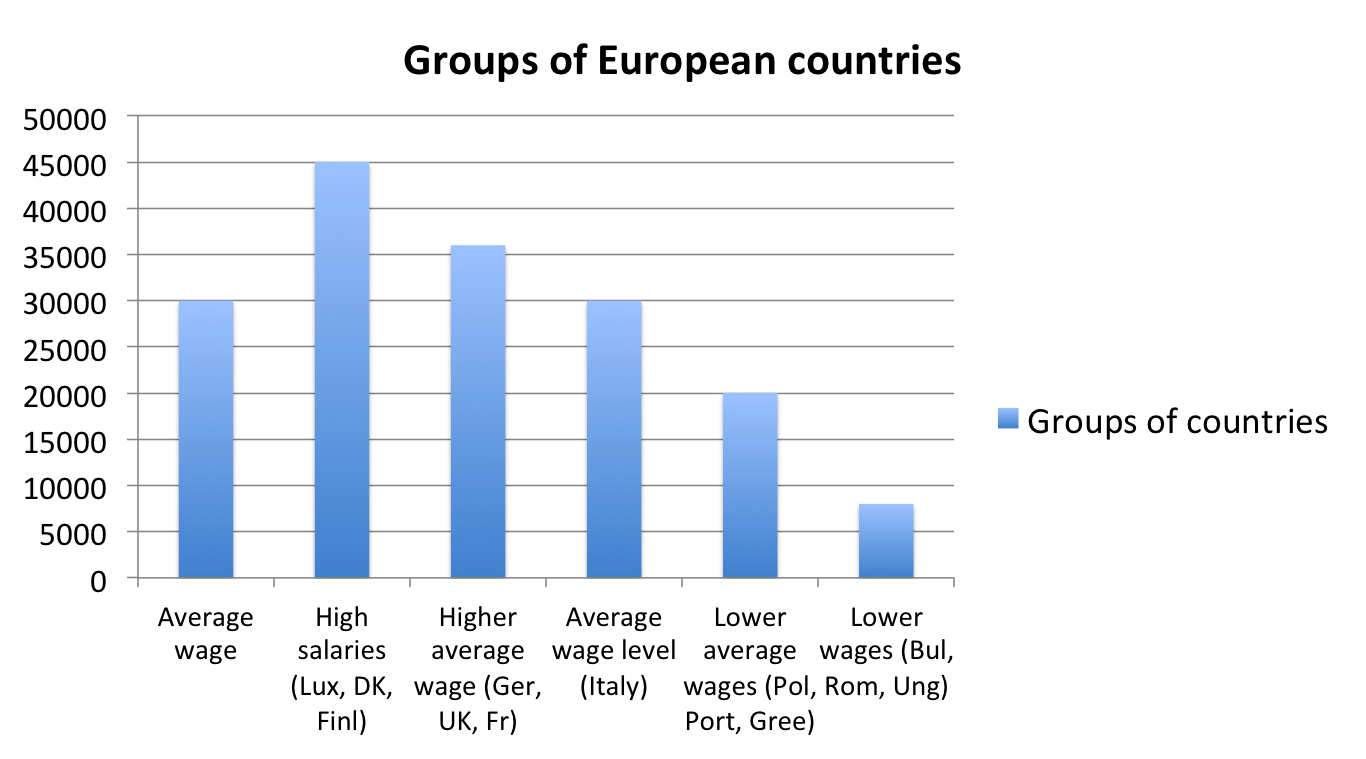 Groups of European countries
50000
45000
40000
35000
30000
25000
20000
15000
10000
5000
0
Average
wage
High
salaries
(Lux, DK,
Finl)
Higher
average
wage (Ger,
UK, Fr)
Average
wage level
(Italy)
Lower
average
wages (Pol,
Port, Gree)
Lower
wages (Bul,
Rom, Ung)
Groups of countries